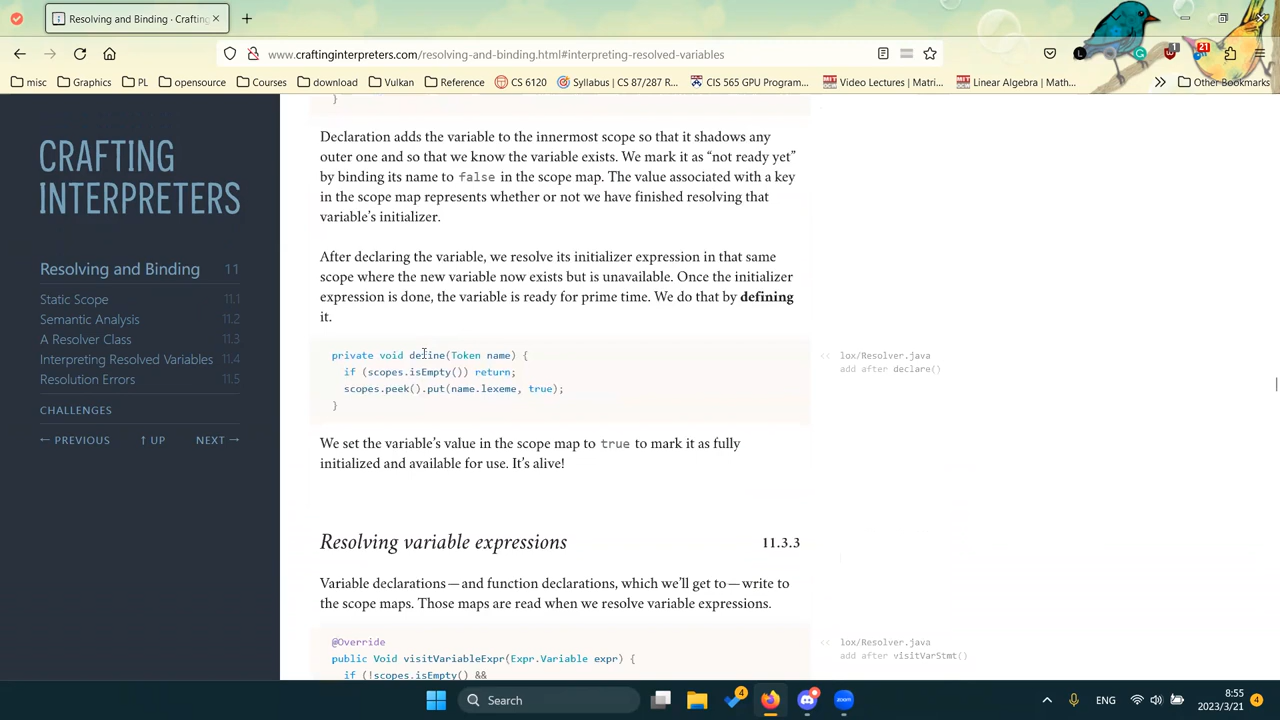 Resolving and Binding · Crafting
www.craftinginterpreters.com/resolving-and-binding.html#interpreting-resolved-variables
1
21
misc
Graphics
PL
opensource
Courses
download
Vulkan
Reference
CS 6120
Syllabus | CS 87/287 R...
CIS 565 GPU Program...
Video Lectures | Matri...
Linear Algebra | Math...
Other Bookmarks
CRAFTING
INTERPRETERS
Resolving and Binding 11
Static Scope 11.1
Semantic Analysis 11.2
A Resolver Class 11.3
Interpreting Resolved Variables 11.4
Resolution Errors 11.5
CHALLENGES
← PREVIOUS ↑ UP NEXT →
}
Declaration adds the variable to the innermost scope so that it shadows any
outer one and so that we know the variable exists. We mark it as “not ready yet”
by binding its name to false in the scope map. The value associated with a key
in the scope map represents whether or not we have finished resolving that
variable’s initializer.
After declaring the variable, we resolve its initializer expression in that same
scope where the new variable now exists but is unavailable. Once the initializer
expression is done, the variable is ready for prime time. We do that by defining
it.
private void define(Token name) {
if (scopes.isEmpty()) return;
scopes.peek().put(name.lexeme, true);
}
<< lox/Resolver.java
add after declare()
We set the variable’s value in the scope map to true to mark it as fully
initialized and available for use. It’s alive!
Resolving variable expressions 11.3.3
Variable declarations—and function declarations, which we’ll get to—write to
the scope maps. Those maps are read when we resolve variable expressions.
@Override
public Void visitVariableExpr(Expr.Variable expr) {
if (!scopes.isEmpty() &&
<< lox/Resolver.java
add after visitVarStmt()
Search
4
zoom
ENG
8:55
2023/3/21
4